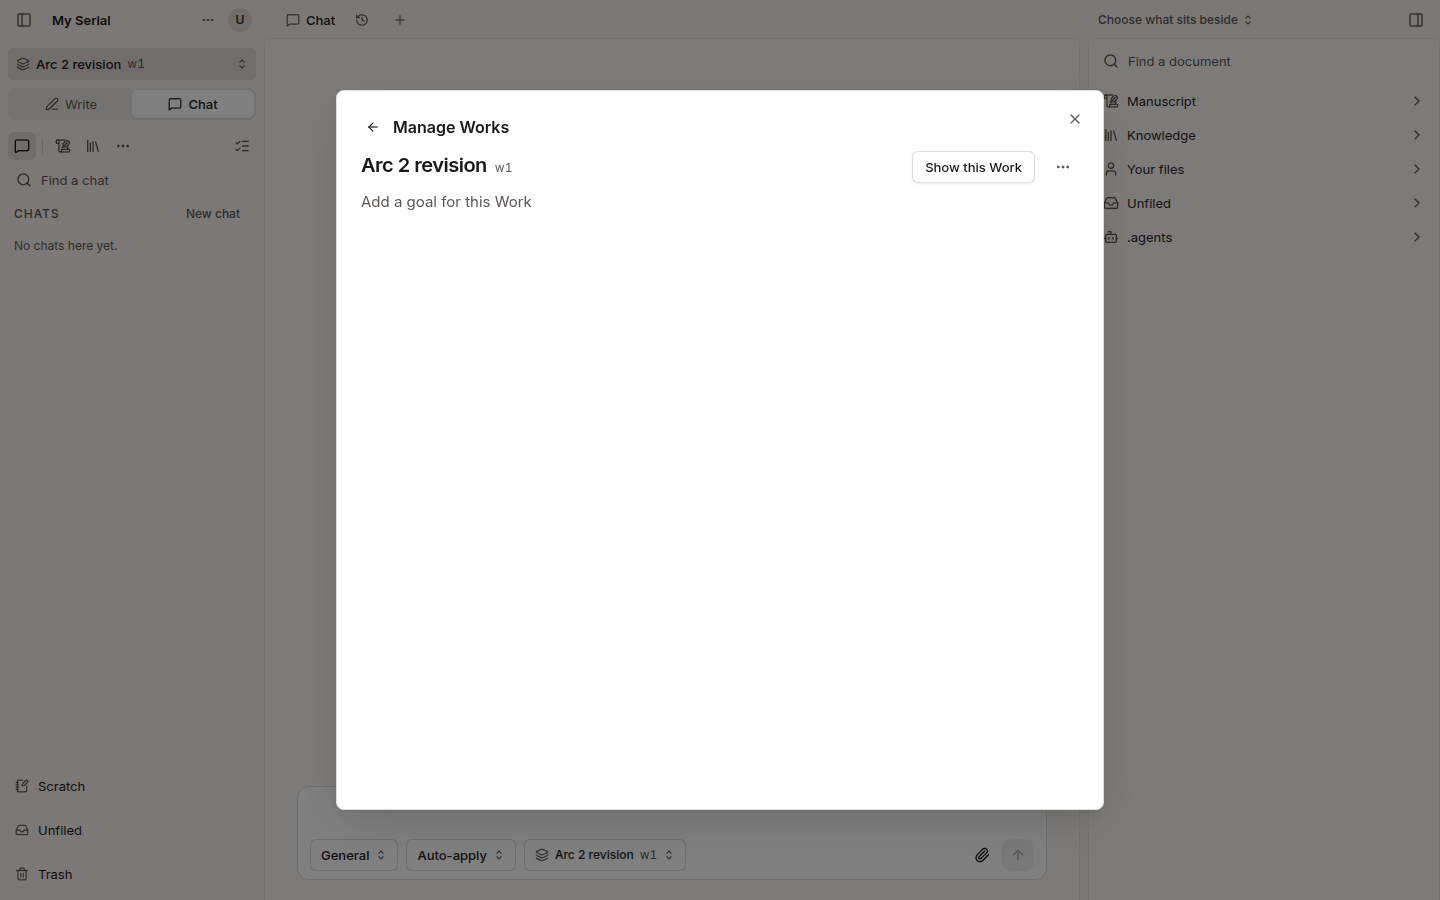 My Serial
U
Arc 2 revision w1
Write
Chat
Find a chat
CHATS
New chat
No chats here yet.
Scratch
Unfiled
Trash
Chat
Manage Works
Arc 2 revision w1
Show this Work
Add a goal for this Work
General
Auto-apply
Arc 2 revision w1
Choose what sits beside
Find a document
Manuscript
Knowledge
Your files
Unfiled
.agents